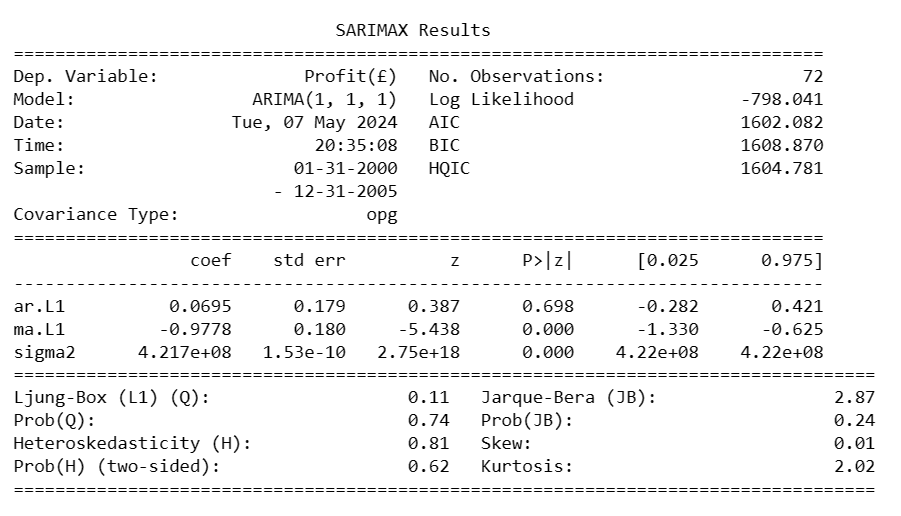 SARIMAX Results
==============================================================================
Dep. Variable:              Profit(£)   No. Observations:                   72
Model:                 ARIMA(1, 1, 1)   Log Likelihood                -798.041
Date:                Tue, 07 May 2024   AIC                           1602.082
Time:                        20:35:08   BIC                           1608.870
Sample:                    01-31-2000   HQIC                          1604.781
                         - 12-31-2005
Covariance Type:                  opg
==============================================================================
                 coef    std err          z      P>|z|      [0.025      0.975]
------------------------------------------------------------------------------
ar.L1          0.0695      0.179      0.387      0.698      -0.282       0.421
ma.L1         -0.9778      0.180     -5.438      0.000      -1.330      -0.625
sigma2      4.217e+08   1.53e-10   2.75e+18      0.000    4.22e+08    4.22e+08
===================================================================================
Ljung-Box (L1) (Q):                   0.11   Jarque-Bera (JB):                 2.87
Prob(Q):                              0.74   Prob(JB):                         0.24
Heteroskedasticity (H):               0.81   Skew:                             0.01
Prob(H) (two-sided):                  0.62   Kurtosis:                         2.02
===================================================================================